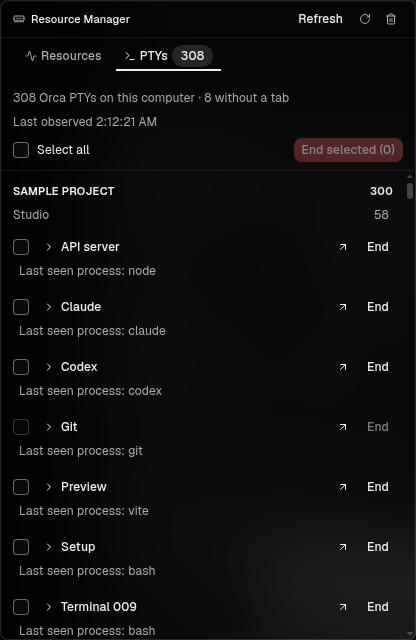 Resource Manager Refresh
Resources PTYs 308
308 Orca PTYs on this computer · 8 without a tab
Last observed 2:12:21 AM
Select all End selected (0)
SAMPLE PROJECT 300
Studio 58
API server End
Last seen process: node
Claude End
Last seen process: claude
Codex End
Last seen process: codex
Git End
Last seen process: git
Preview End
Last seen process: vite
Setup End
Last seen process: bash
Terminal 009 End
Last seen process: bash